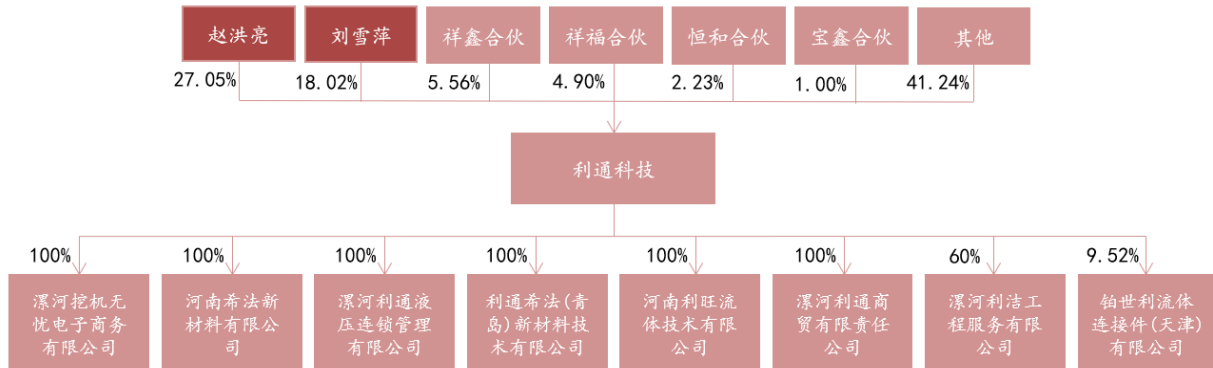 赵洪亮
刘雪萍
祥鑫合伙
祥福合伙
恒和合伙
宝鑫合伙
其他
27.05%
18.02%
5.56%
4.90%
2.23%
1.00%
41.24%
利通科技
100%
100%
100%
100%
100%
100%
60%
9.52%
漯河挖机无
忧电子商务
有限公司
河南希法新
材料有限公
司
漯河利通液
压连锁管理
有限公司
利通希法(青
岛)新材料技
术有限公司
河南利旺流
体技术有限
公司
漯河利通商
贸有限责任
公司
漯河利洁工
程服务有限
公司
铂世利流体
连接件(天津)
有限公司